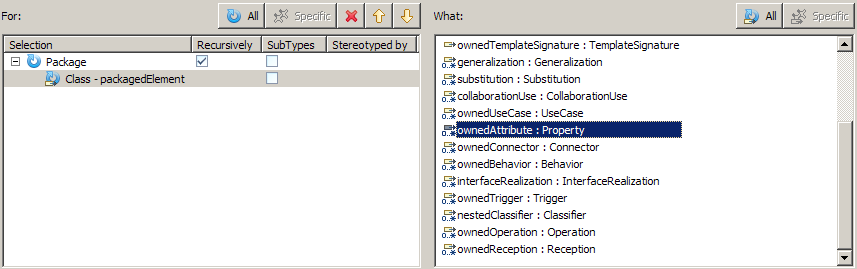 For: All Specific What: All Specific
Selection Recursively SubTypes Stereotyped by
Package
Class - packagedElement
ownedTemplateSignature : TemplateSignature
generalization : Generalization
substitution : Substitution
collaborationUse : CollaborationUse
ownedUseCase : UseCase
ownedAttribute : Property
ownedConnector : Connector
ownedBehavior : Behavior
interfaceRealization : InterfaceRealization
ownedTrigger : Trigger
nestedClassifier : Classifier
ownedOperation : Operation
ownedReception : Reception